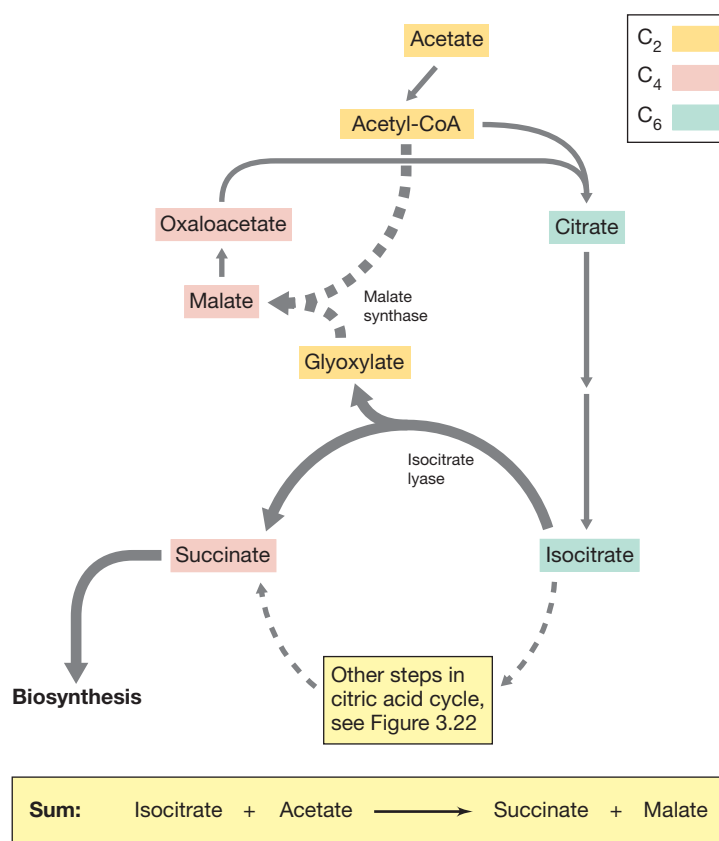 Acetate
C2
C4
C6
Acetyl-CoA
Oxaloacetate
Citrate
Malate
Malate
synthase
Glyoxylate
Isocitrate
lyase
Succinate
Isocitrate
Other steps in
citric acid cycle,
see Figure 3.22
Biosynthesis
Sum: Isocitrate + Acetate ⟶ Succinate + Malate